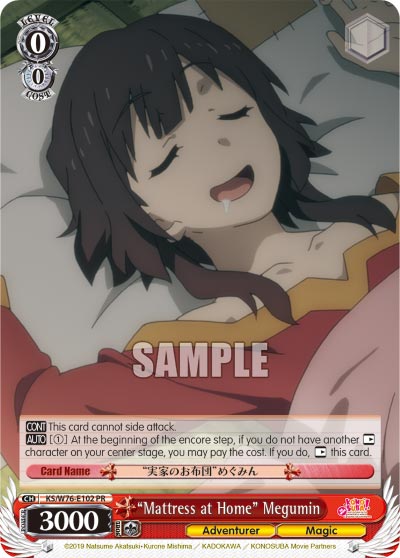 LEVEL
0
0
COST
SAMPLE
CONT This card cannot side attack.
AUTO [①] At the beginning of the encore step, if you do not have another
character on your center stage, you may pay the cost. If you do, this card.
Card Name
“実家のお布団”めぐみん
CH KS/W76-E102 PR
“Mattress at Home” Megumin
3000
Adventurer
Magic
©2019 Natsume Akatsuki･Kurone Mishima ／ KADOKAWA ／ KONOSUBA Movie Partners